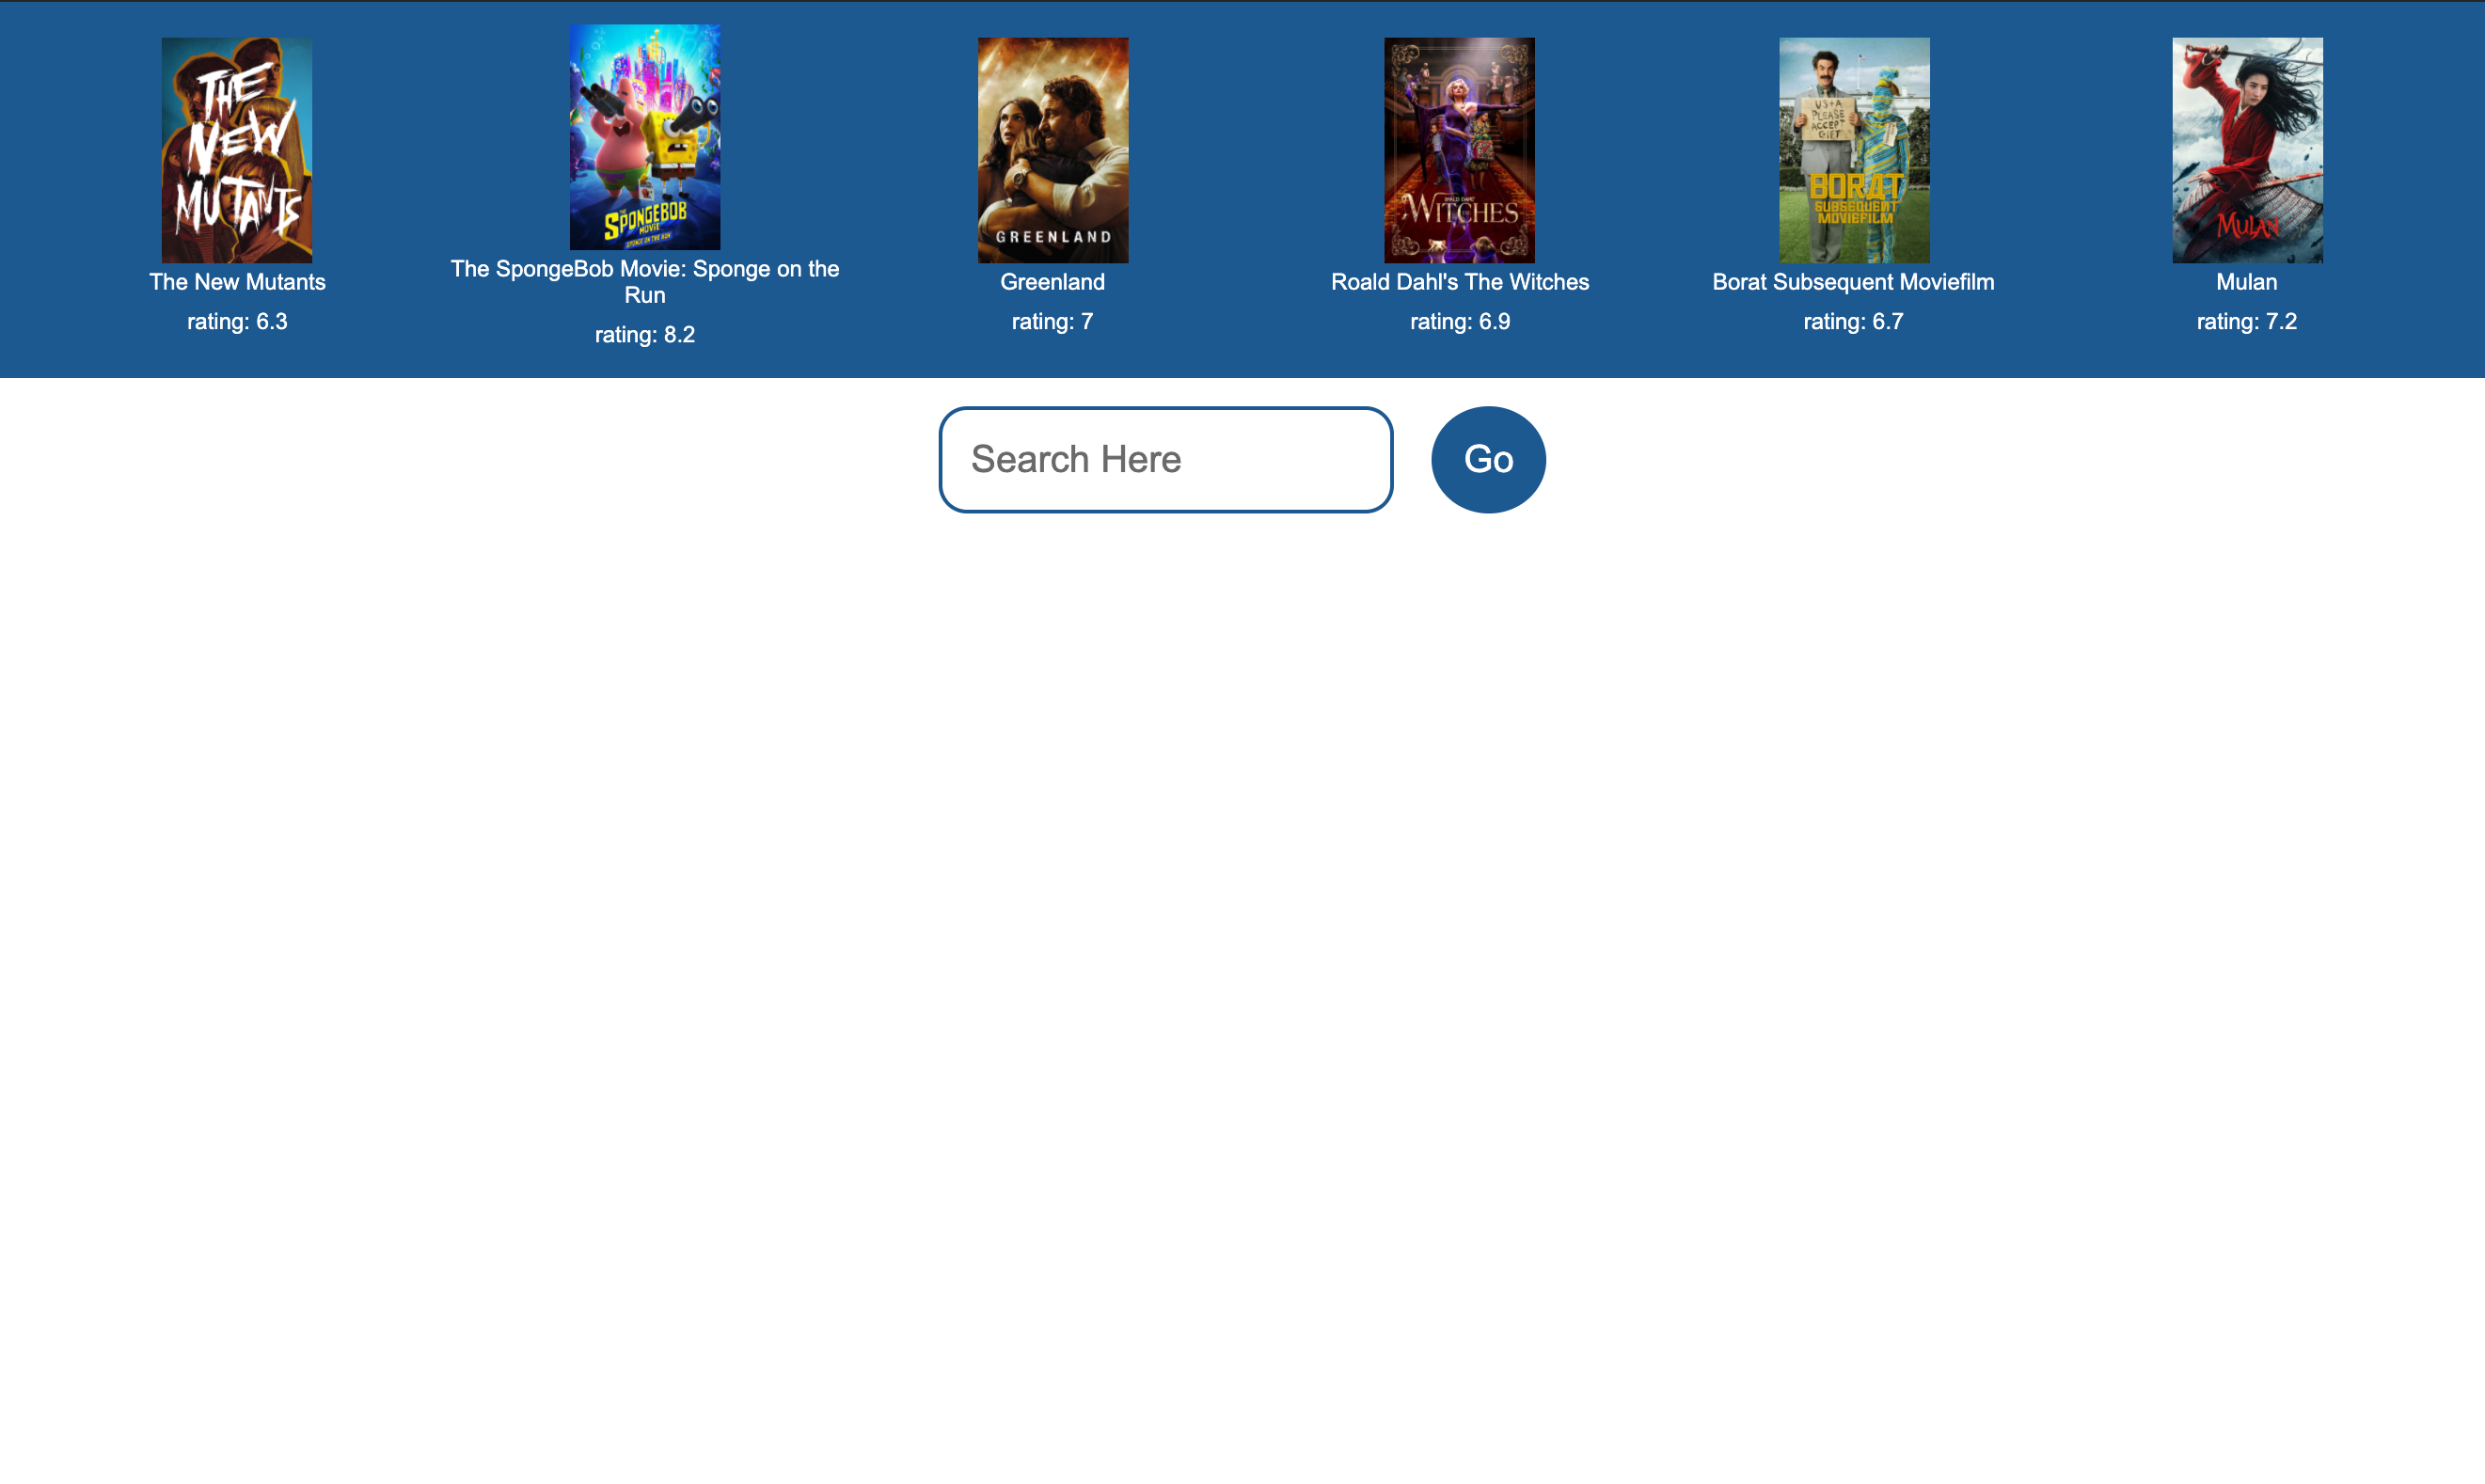 THE
NEW
MUTANTS
The New Mutants
rating: 6.3
THE
SPONGEBOB
MOVIE
SPONGE ON THE RUN
The SpongeBob Movie: Sponge on the
Run
rating: 8.2
GREENLAND
Greenland
rating: 7
ROALD DAHL'S
WITCHES
Roald Dahl's The Witches
rating: 6.9
US+A
PLEASE
ACCEPT
GIFT
BORAT
SUBSEQUENT
MOVIEFILM
Borat Subsequent Moviefilm
rating: 6.7
MULAN
Mulan
rating: 7.2
Search Here
Go